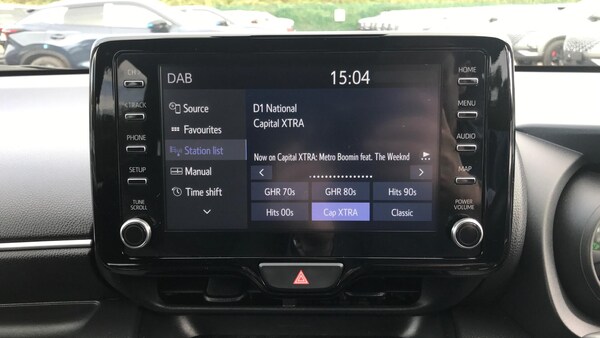 DAB
15:04
CH >
TRACK
PHONE
SETUP
TUNE
SCROLL
Source
Favourites
Station list
Manual
Time shift
D1 National
Capital XTRA
Now on Capital XTRA: Metro Boomin feat. The Weeknd
GHR 70s
GHR 80s
Hits 90s
Hits 00s
Cap XTRA
Classic
HOME
MENU
AUDIO
MAP
POWER
VOLUME